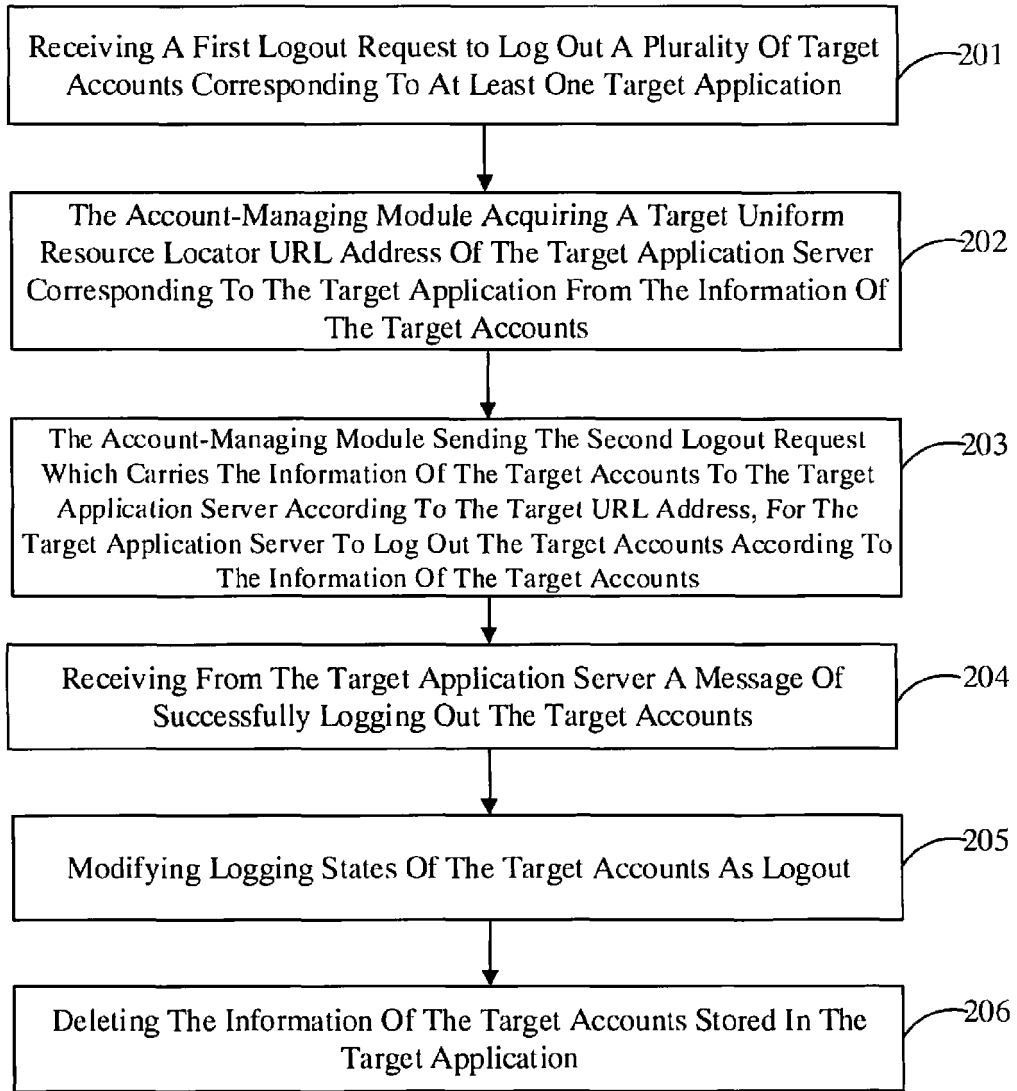 Receiving A First Logout Request to Log Out A Plurality Of Target
Accounts Corresponding To At Least One Target Application
201
The Account-Managing Module Acquiring A Target Uniform
Resource Locator URL Address Of The Target Application Server
Corresponding To The Target Application From The Information Of
The Target Accounts
202
The Account-Managing Module Sending The Second Logout Request
Which Carries The Information Of The Target Accounts To The Target
Application Server According To The Target URL Address, For The
Target Application Server To Log Out The Target Accounts According To
The Information Of The Target Accounts
203
Receiving From The Target Application Server A Message Of
Successfully Logging Out The Target Accounts
204
Modifying Logging States Of The Target Accounts As Logout
205
Deleting The Information Of The Target Accounts Stored In The
Target Application
206